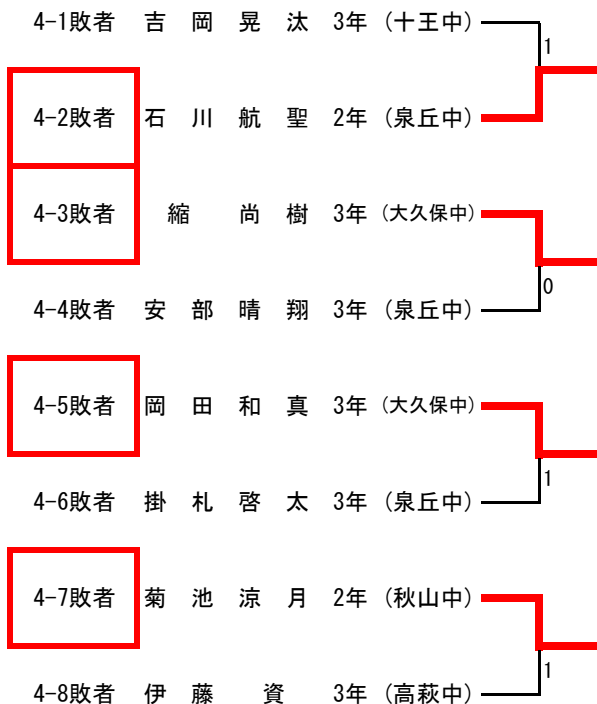 4-1敗者 吉岡晃汰 3年 (十王中)
1
4-2敗者 石川航聖 2年 (泉丘中)
4-3敗者 縮尚樹 3年 (大久保中)
0
4-4敗者 安部晴翔 3年 (泉丘中)
4-5敗者 岡田和真 3年 (大久保中)
1
4-6敗者 掛札啓太 3年 (泉丘中)
4-7敗者 菊池涼月 2年 (秋山中)
1
4-8敗者 伊藤資 3年 (高萩中)